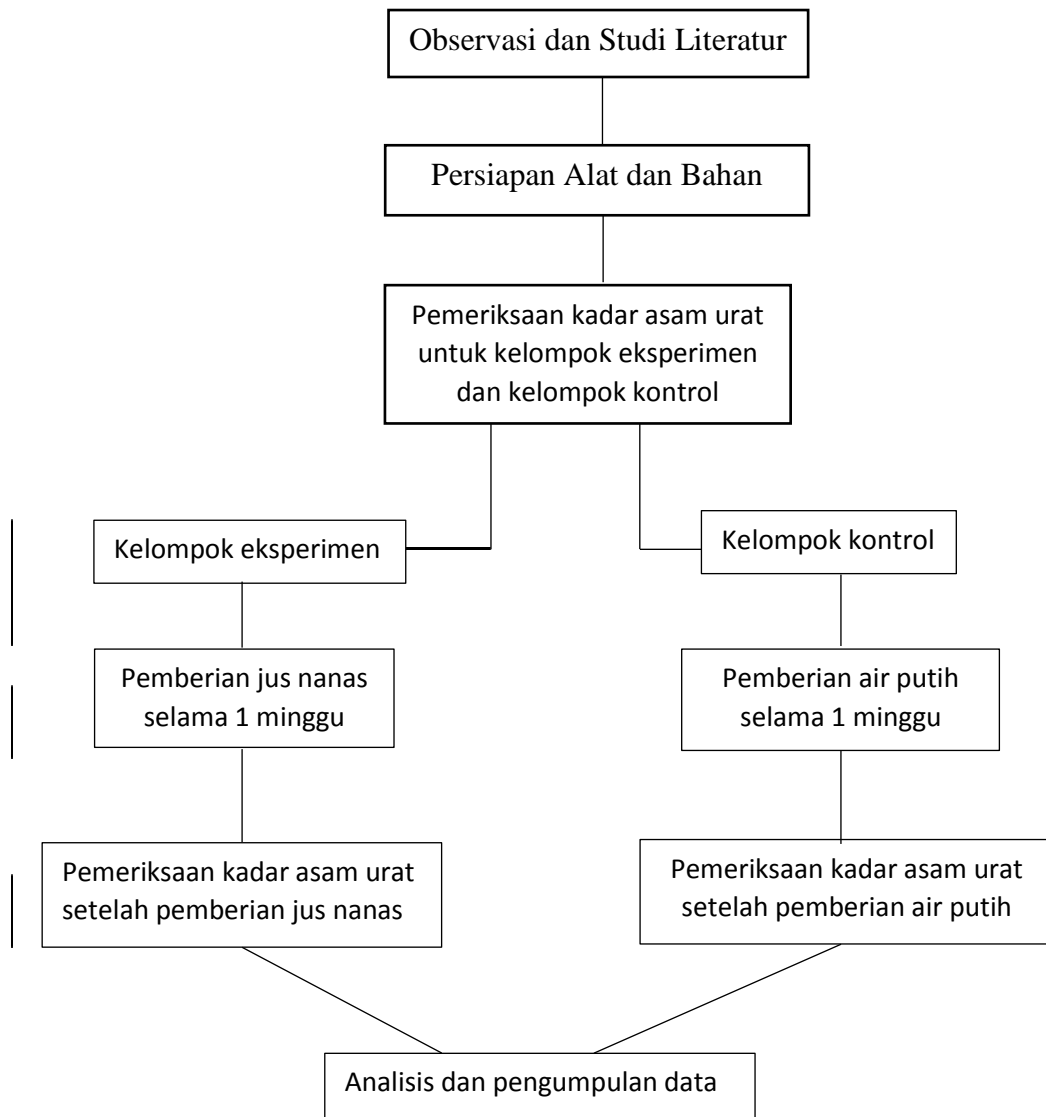 Observasi dan Studi Literatur
Persiapan Alat dan Bahan
Pemeriksaan kadar asam urat
untuk kelompok eksperimen
dan kelompok kontrol
Kelompok eksperimen
Kelompok kontrol
Pemberian jus nanas
selama 1 minggu
Pemberian air putih
selama 1 minggu
Pemeriksaan kadar asam urat
setelah pemberian jus nanas
Pemeriksaan kadar asam urat
setelah pemberian air putih
Analisis dan pengumpulan data